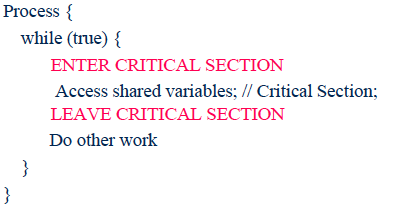 Process {
while (true) {
ENTER CRITICAL SECTION
Access shared variables; // Critical Section;
LEAVE CRITICAL SECTION
Do other work
}
}